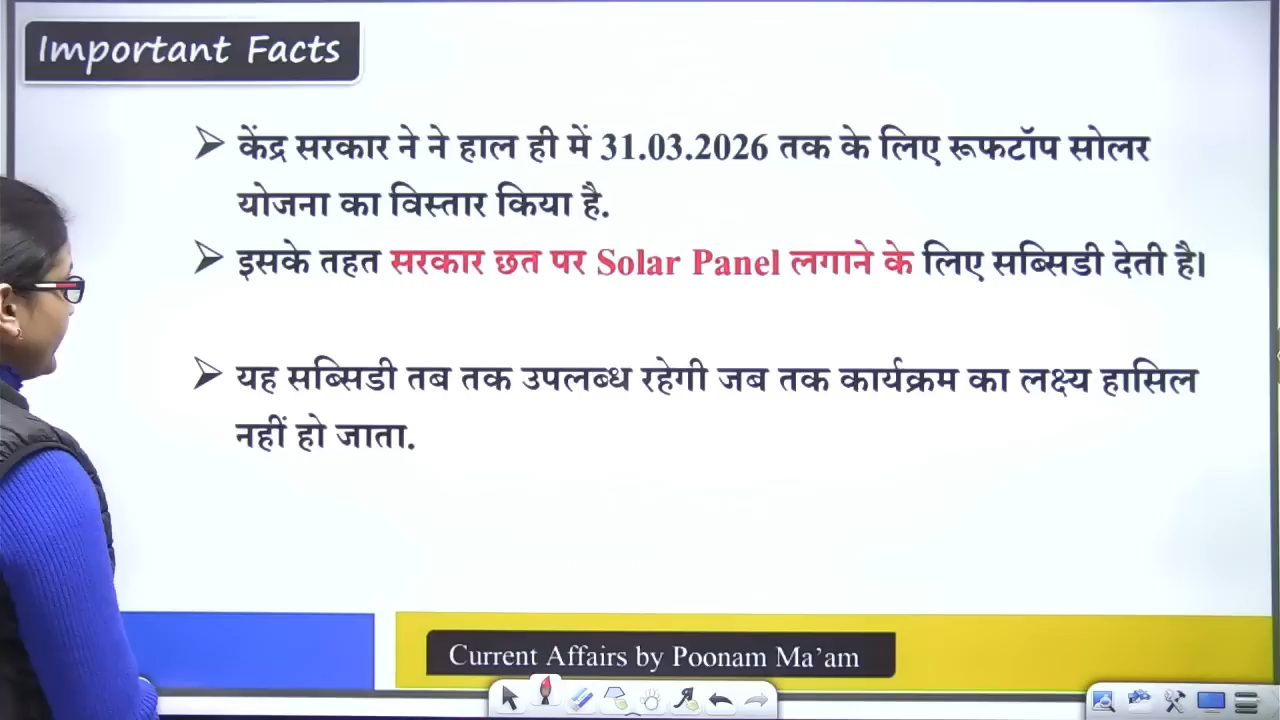 Important Facts
➢ केंद्र सरकार ने ने हाल ही में 31.03.2026 तक के लिए रूफटॉप सोलर
योजना का विस्तार किया है.
➢ इसके तहत सरकार छत पर Solar Panel लगाने के लिए सब्सिडी देती है।
➢ यह सब्सिडी तब तक उपलब्ध रहेगी जब तक कार्यक्रम का लक्ष्य हासिल
नहीं हो जाता.
Current Affairs by Poonam Ma’am